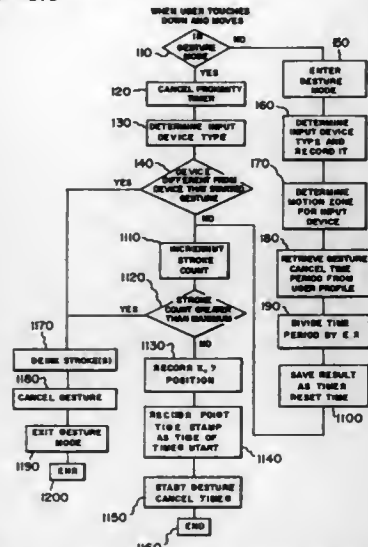 WHEN USER TOUCHES
DOWN AND MOVES
110
IN
GESTURE
MODE
NO
YES
120
CANCEL PROXIMITY
TIMER
130
DETERMINE INPUT
DEVICE TYPE
140
DEVICE
DIFFERENT FROM
DEVICE THAT STARTED
GESTURE
YES
NO
1110
INCREMENT
STROKE
COUNT
1120
STROKE
COUNT GREATER
THAN MAXIMUM
YES
NO
1130
RECORD X, Y
POSITION
RECORD POINT
TIME STAMP
AS TIME OF
TIMER START
1140
START GESTURE
CANCEL TIMER
1150
END
1160
1170
STROKE(S)
1180
CANCEL GESTURE
EXIT GESTURE
MODE
1190
END
1200
150
ENTER
GESTURE
MODE
160
DETERMINE
INPUT DEVICE
TYPE AND
RECORD IT
170
DETERMINE
MOTION ZONE
FOR INPUT
DEVICE
180
RETRIEVE GESTURE
CANCEL TIME
PERIOD FROM
USER PROFILE
190
DIVIDE TIME
PERIOD BY
SAVE RESULT
AS TIMER
RESET TIME
1100